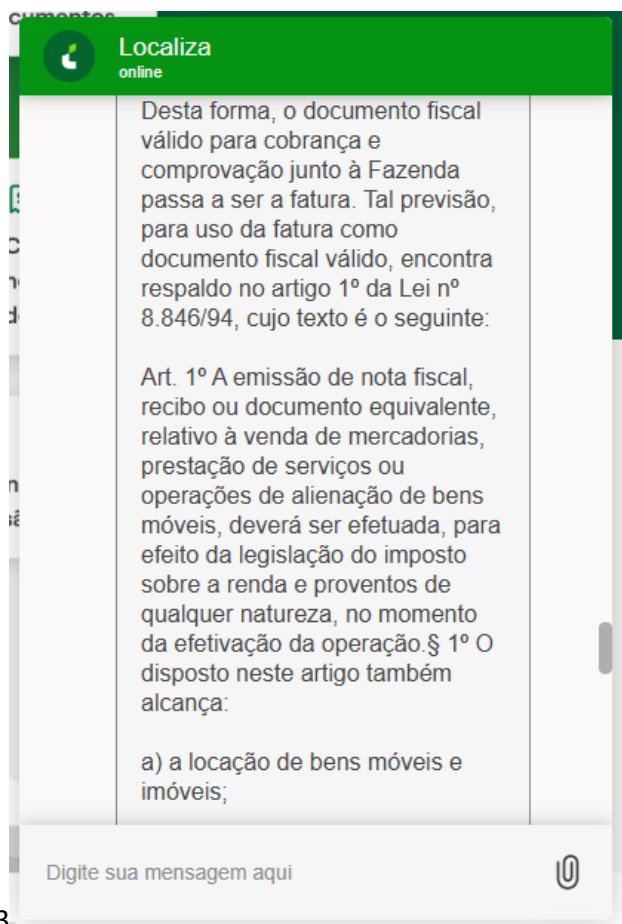 cumentos
Localiza
online
Desta forma, o documento fiscal
válido para cobrança e
comprovação junto à Fazenda
passa a ser a fatura. Tal previsão,
para uso da fatura como
documento fiscal válido, encontra
respaldo no artigo 1º da Lei nº
8.846/94, cujo texto é o seguinte:
Art. 1º A emissão de nota fiscal,
recibo ou documento equivalente,
relativo à venda de mercadorias,
prestação de serviços ou
operações de alienação de bens
móveis, deverá ser efetuada, para
efeito da legislação do imposto
sobre a renda e proventos de
qualquer natureza, no momento
da efetivação da operação.§ 1º O
disposto neste artigo também
alcança:
a) a locação de bens móveis e
imóveis;
Digite sua mensagem aqui